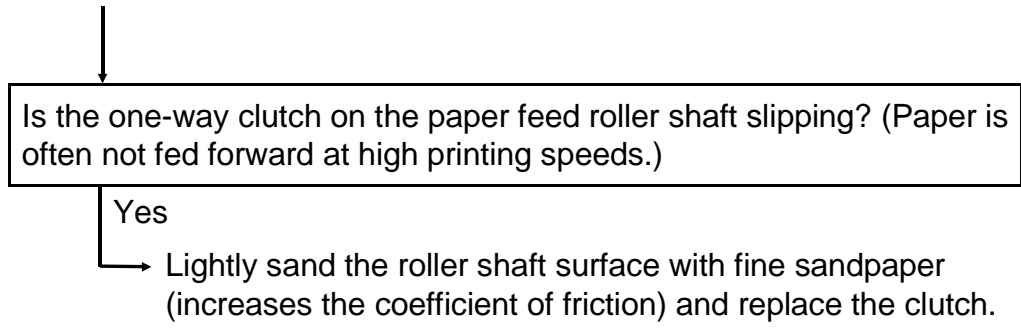 Is the one-way clutch on the paper feed roller shaft slipping? (Paper is
often not fed forward at high printing speeds.)
Yes
Lightly sand the roller shaft surface with fine sandpaper
(increases the coefficient of friction) and replace the clutch.